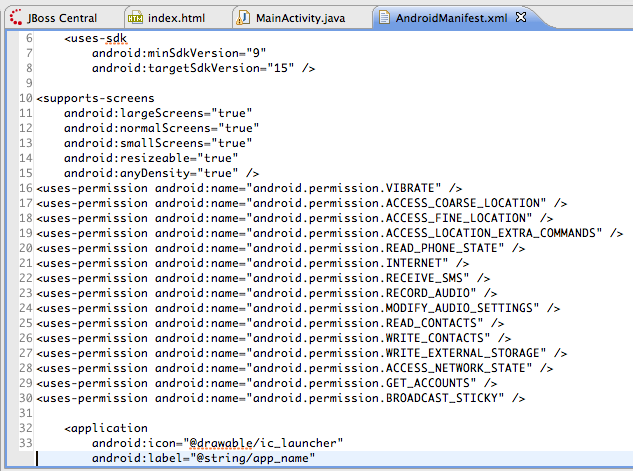 JBoss Central index.html MainActivity.java AndroidManifest.xml
6 <uses-sdk
7 android:minSdkVersion="9"
8 android:targetSdkVersion="15" />
9
10 <supports-screens
11 android:largeScreens="true"
12 android:normalScreens="true"
13 android:smallScreens="true"
14 android:resizeable="true"
15 android:anyDensity="true" />
16 <uses-permission android:name="android.permission.VIBRATE" />
17 <uses-permission android:name="android.permission.ACCESS_COARSE_LOCATION" />
18 <uses-permission android:name="android.permission.ACCESS_FINE_LOCATION" />
19 <uses-permission android:name="android.permission.ACCESS_LOCATION_EXTRA_COMMANDS" />
20 <uses-permission android:name="android.permission.READ_PHONE_STATE" />
21 <uses-permission android:name="android.permission.INTERNET" />
22 <uses-permission android:name="android.permission.RECEIVE_SMS" />
23 <uses-permission android:name="android.permission.RECORD_AUDIO" />
24 <uses-permission android:name="android.permission.MODIFY_AUDIO_SETTINGS" />
25 <uses-permission android:name="android.permission.READ_CONTACTS" />
26 <uses-permission android:name="android.permission.WRITE_CONTACTS" />
27 <uses-permission android:name="android.permission.WRITE_EXTERNAL_STORAGE" />
28 <uses-permission android:name="android.permission.ACCESS_NETWORK_STATE" />
29 <uses-permission android:name="android.permission.GET_ACCOUNTS" />
30 <uses-permission android:name="android.permission.BROADCAST_STICKY" />
31
32 <application
33 android:icon="@drawable/ic_launcher"
android:label="@string/app_name"